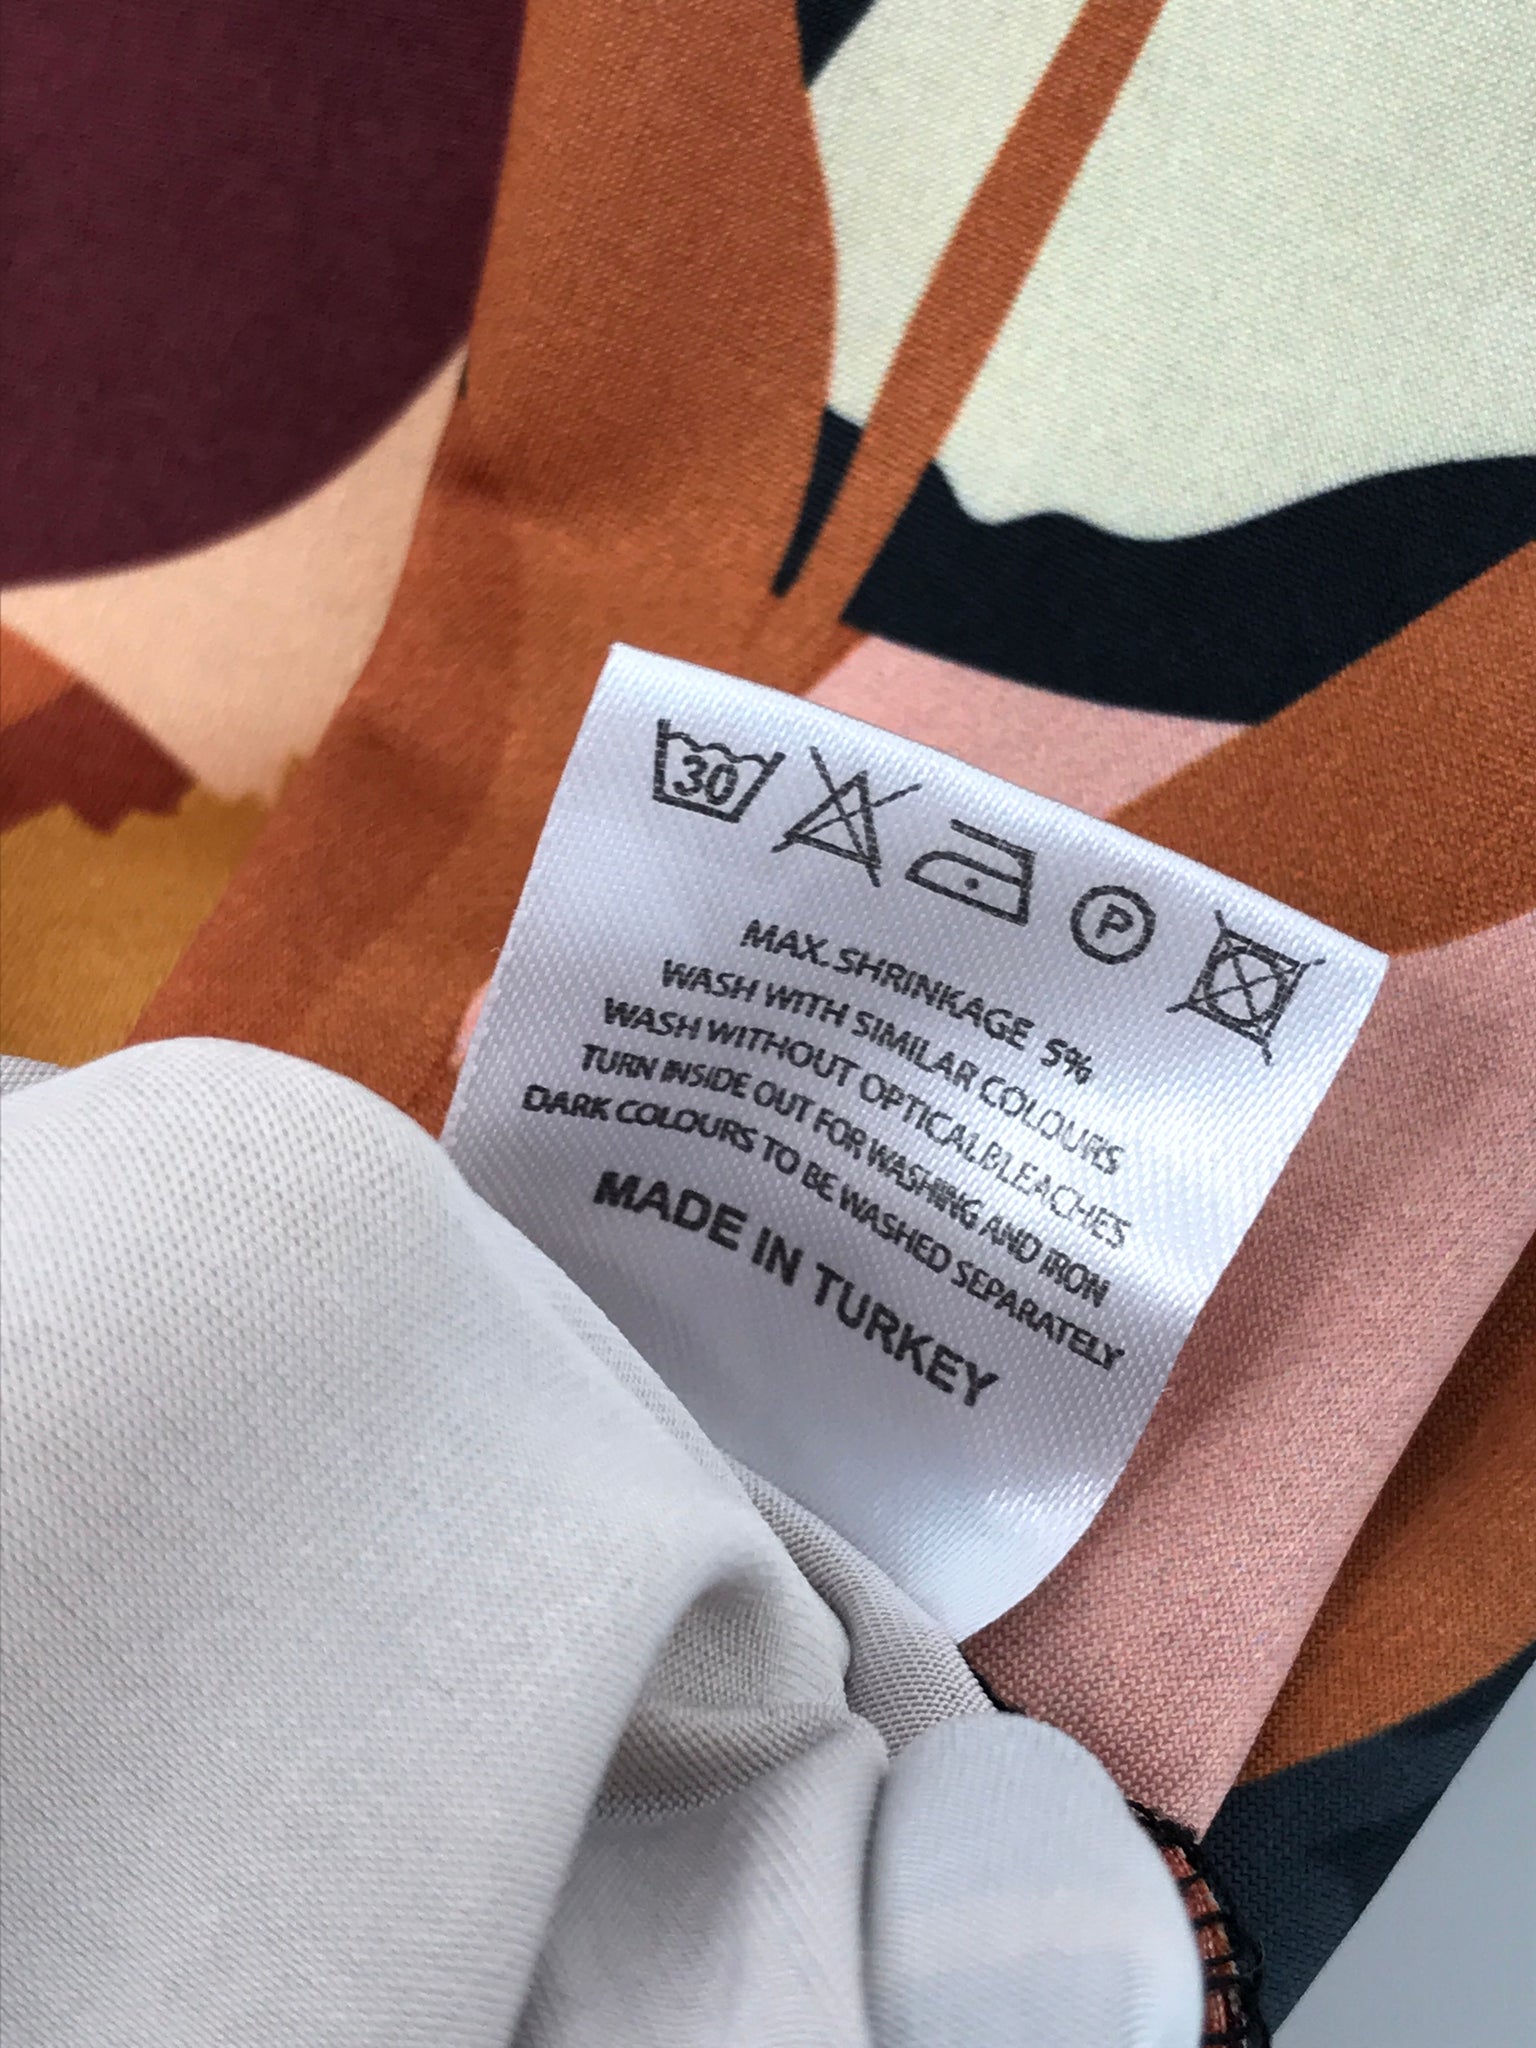 30
P
MAX. SHRINKAGE 5%
WASH WITH SIMILAR COLOURS
WASH WITHOUT OPTICALBLEACHES
TURN INSIDE OUT FOR WASHING AND IRON
DARK COLOURS TO BE WASHED SEPARATELY
MADE IN TURKEY